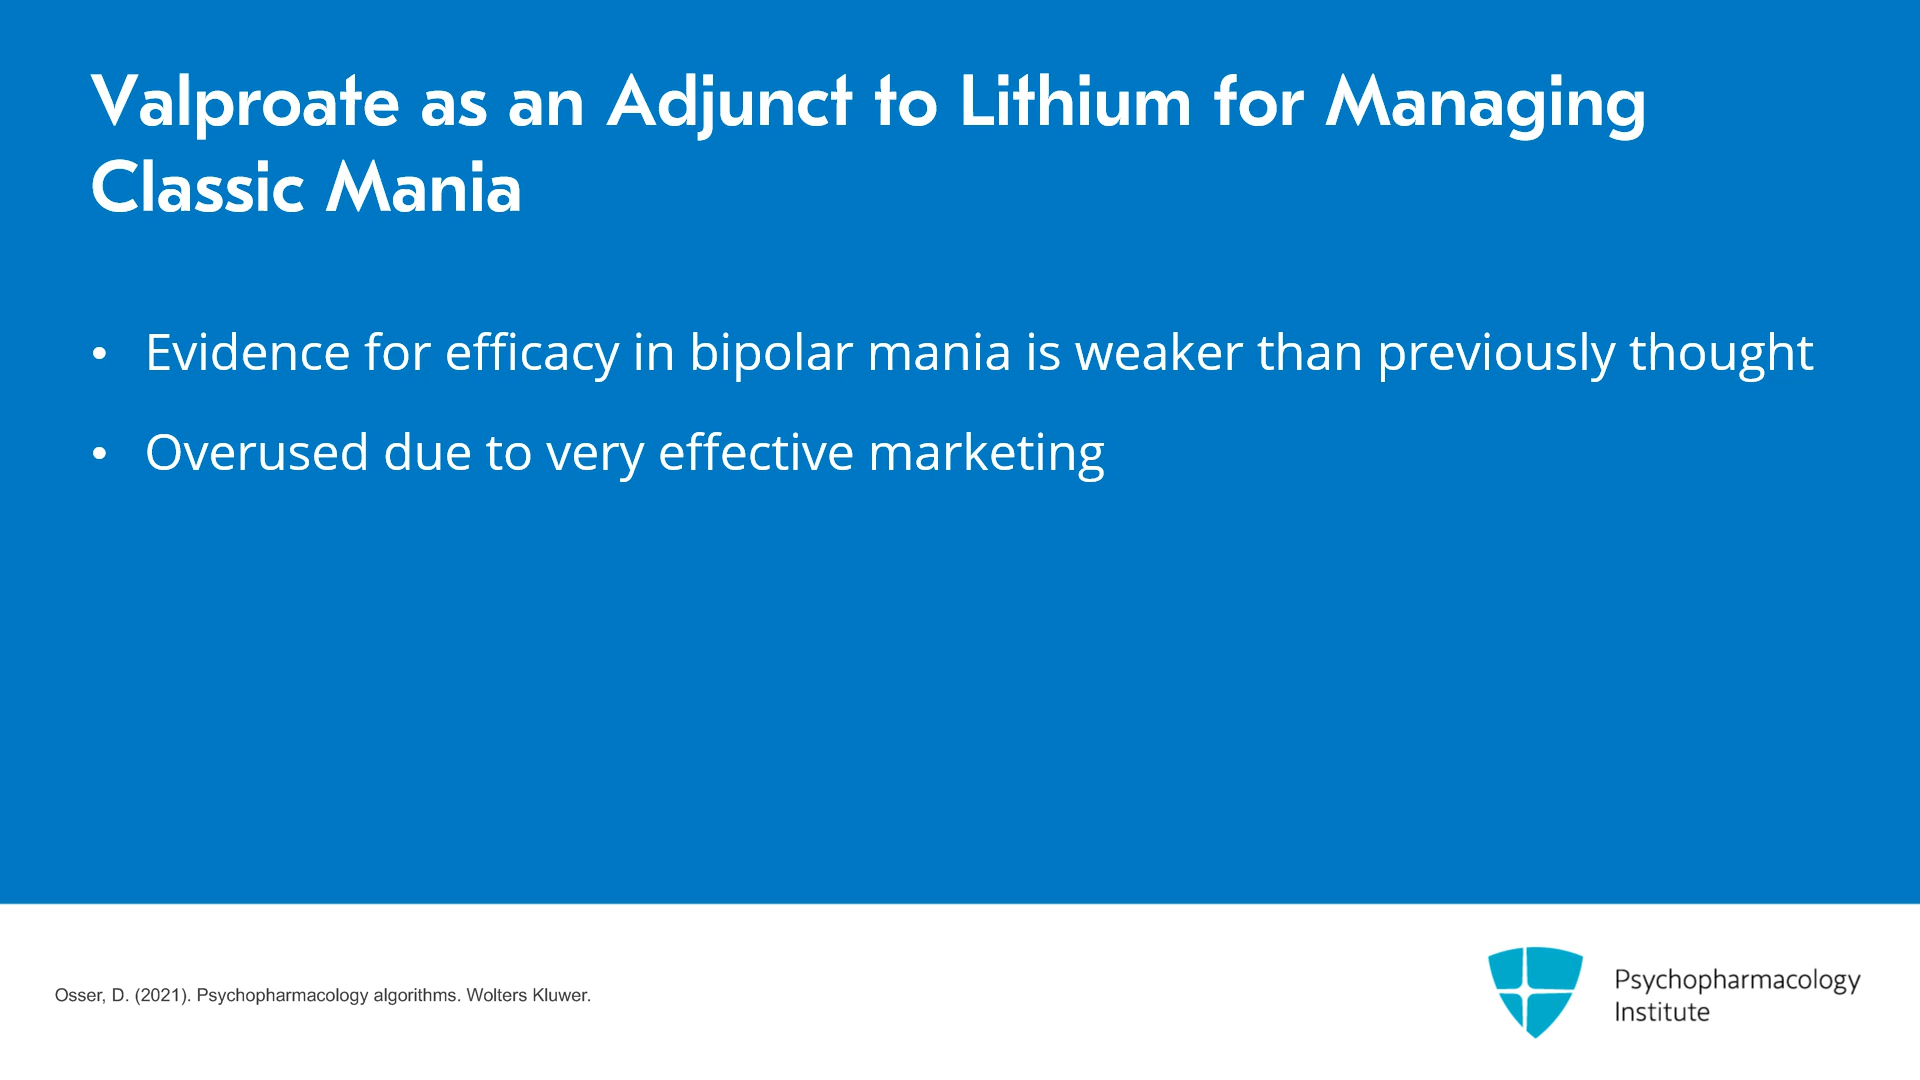 Valproate as an Adjunct to Lithium for Managing
Classic Mania
• Evidence for efficacy in bipolar mania is weaker than previously thought
• Overused due to very effective marketing
Osser, D. (2021). Psychopharmacology algorithms. Wolters Kluwer.
Psychopharmacology
Institute